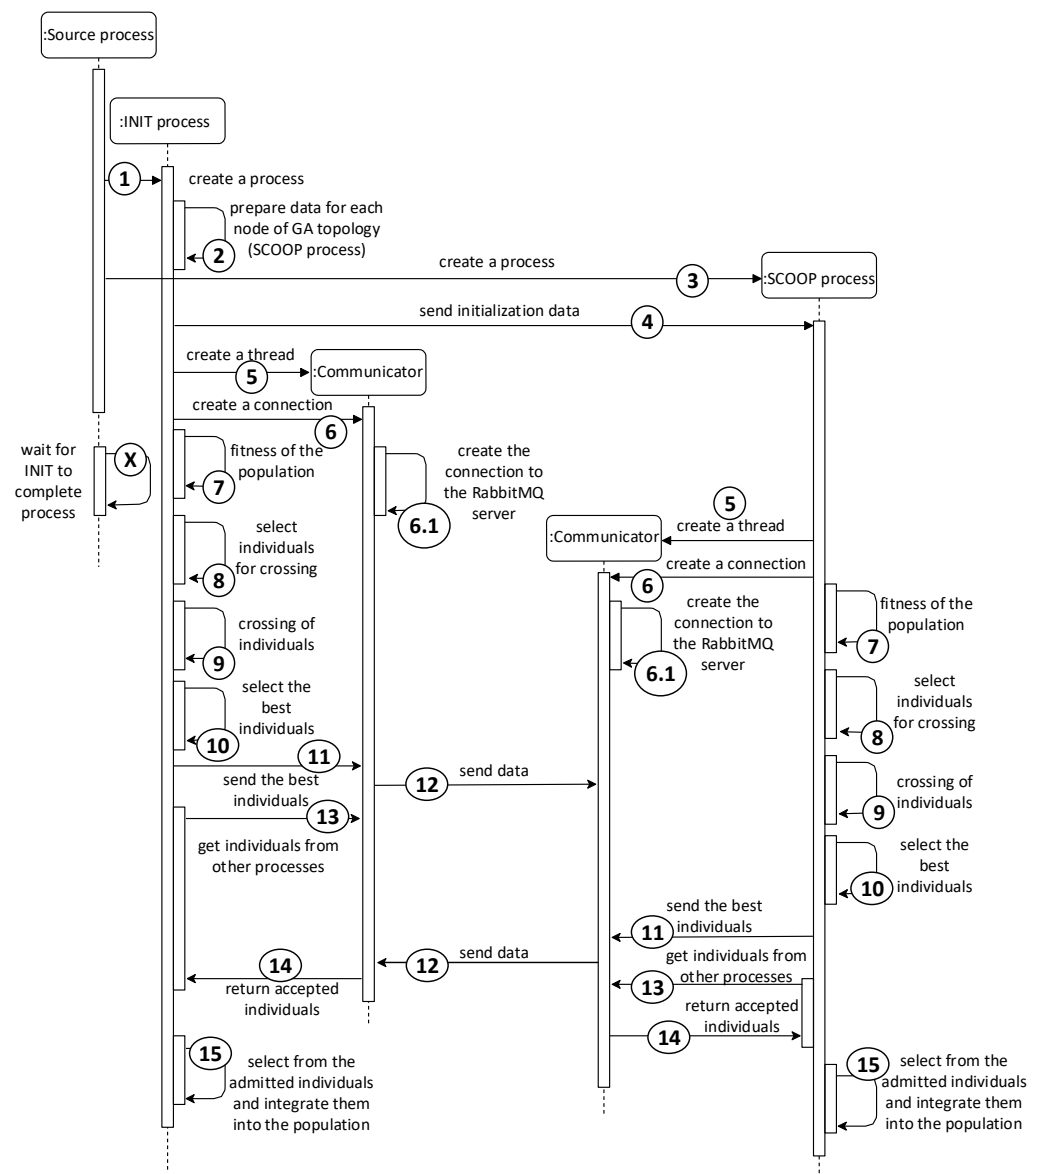 :Source process
:INIT process
1
create a process
prepare data for each
node of GA topology
(SCOOP process)
2
create a process
3
:SCOOP process
send initialization data
4
create a thread
5
:Communicator
create a connection
6
wait for
INIT to
complete
process
X
fitness of the
population
7
create the
connection to
the RabbitMQ
server
6.1
select
individuals
for crossing
8
5
create a thread
:Communicator
create a connection
6
create the
connection to
the RabbitMQ
server
6.1
fitness of the
population
7
crossing of
individuals
9
select
individuals
for crossing
8
select the
best
individuals
10
11
send the best
individuals
12
send data
13
get individuals from
other processes
crossing of
individuals
9
select the
best
individuals
10
send the best
individuals
11
send data
12
14
return accepted
individuals
get individuals from
other processes
13
return accepted
individuals
14
15
select from the
admitted individuals
and integrate them
into the population
15
select from the
admitted individuals
and integrate them
into the population